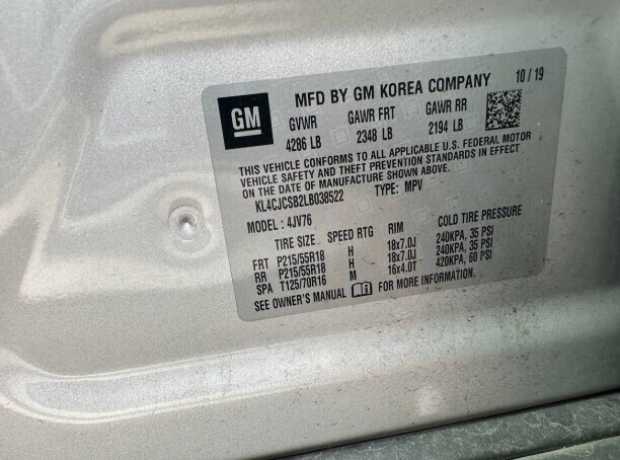 GM
MFD BY GM KOREA COMPANY 10 / 19
GVWR GAWR FRT GAWR RR
4286 LB 2348 LB 2194 LB
THIS VEHICLE CONFORMS TO ALL APPLICABLE U.S. FEDERAL MOTOR
VEHICLE SAFETY AND THEFT PREVENTION STANDARDS IN EFFECT
ON THE DATE OF MANUFACTURE SHOWN ABOVE.
KL4CJCSB2LB038522 TYPE: MPV
MODEL : 4JV76
TIRE SIZE SPEED RTG RIM COLD TIRE PRESSURE
FRT P215/55R18 H 18x7.0J 240KPA, 35 PSI
RR P215/55R18 H 18x7.0J 240KPA, 35 PSI
SPA T125/70R16 M 16x4.0T 420KPA, 60 PSI
SEE OWNER'S MANUAL FOR MORE INFORMATION.